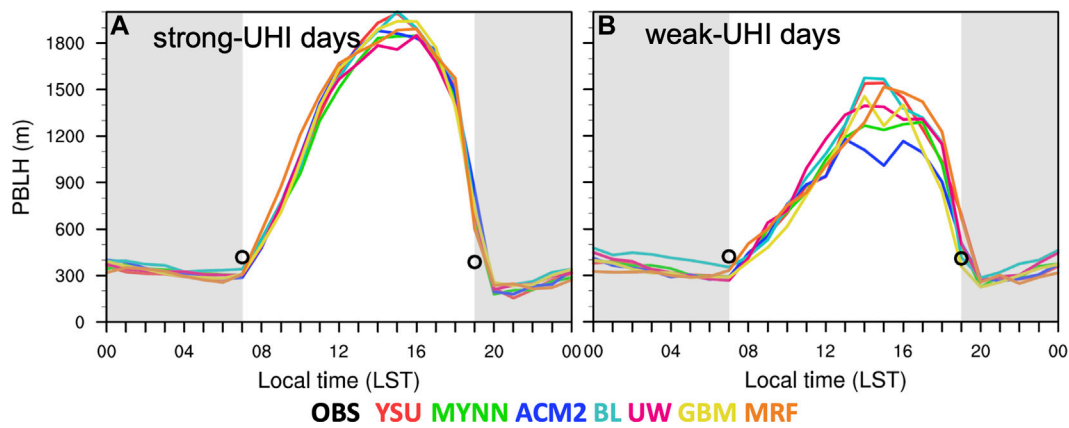 A strong-UHI days
B weak-UHI days
PBLH (m)
1800
1500
1200
900
600
300
0
00 04 08 12 16 20 00
00 04 08 12 16 20 00
Local time (LST)
Local time (LST)
OBS YSU MYNN ACM2 BL UW GBM MRF